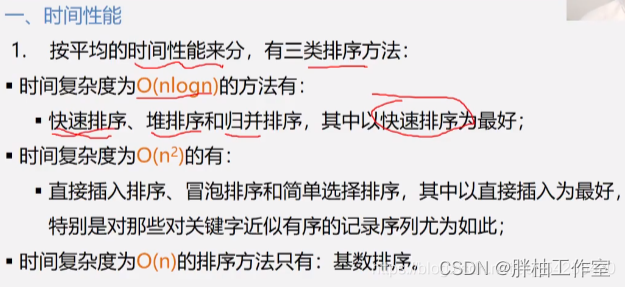 一、时间性能
1. 按平均的时间性能来分，有三类排序方法：
▪时间复杂度为O(nlogn)的方法有：
▪快速排序、堆排序和归并排序，其中以快速排序为最好；
▪时间复杂度为O(n²)的有：
▪直接插入排序、冒泡排序和简单选择排序，其中以直接插入为最好，
特别是对那些对关键字近似有序的记录序列尤为如此；
▪时间复杂度为O(n)的排序方法只有：基数排序。
CSDN @胖柚工作室